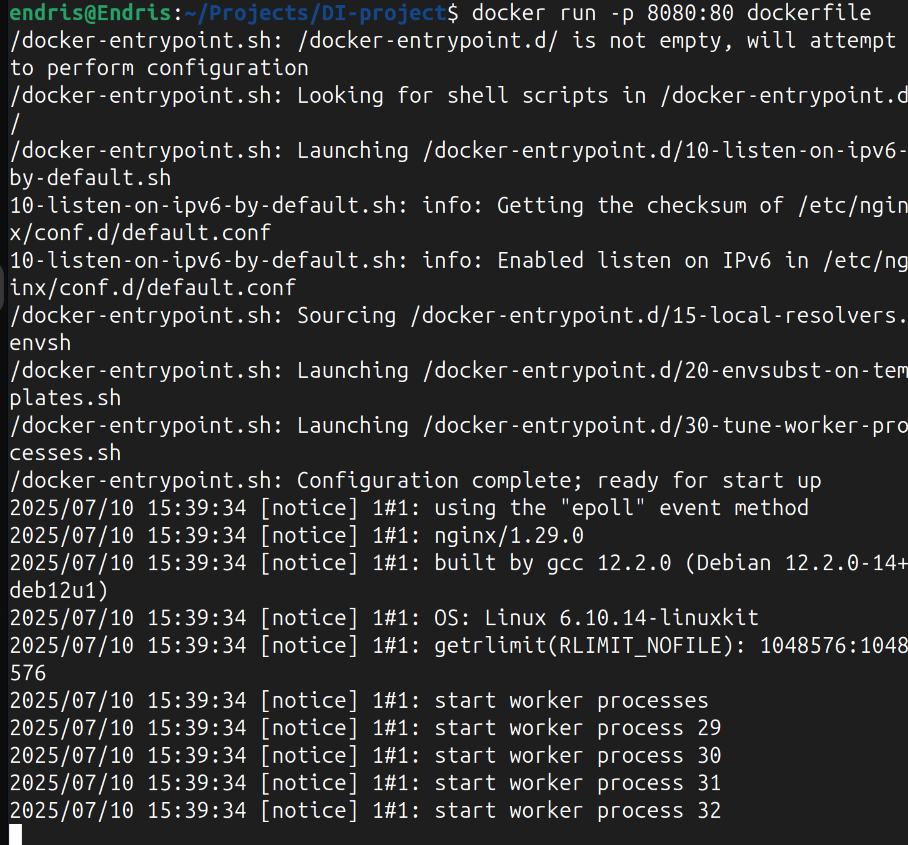 endris@Endris:~/Projects/DI-project$ docker run -p 8080:80 dockerfile
/docker-entrypoint.sh: /docker-entrypoint.d/ is not empty, will attempt
to perform configuration
/docker-entrypoint.sh: Looking for shell scripts in /docker-entrypoint.d
/
/docker-entrypoint.sh: Launching /docker-entrypoint.d/10-listen-on-ipv6-
by-default.sh
10-listen-on-ipv6-by-default.sh: info: Getting the checksum of /etc/ngin
x/conf.d/default.conf
10-listen-on-ipv6-by-default.sh: info: Enabled listen on IPv6 in /etc/ng
inx/conf.d/default.conf
/docker-entrypoint.sh: Sourcing /docker-entrypoint.d/15-local-resolvers.
envsh
/docker-entrypoint.sh: Launching /docker-entrypoint.d/20-envsubst-on-tem
plates.sh
/docker-entrypoint.sh: Launching /docker-entrypoint.d/30-tune-worker-pro
cesses.sh
/docker-entrypoint.sh: Configuration complete; ready for start up
2025/07/10 15:39:34 [notice] 1#1: using the "epoll" event method
2025/07/10 15:39:34 [notice] 1#1: nginx/1.29.0
2025/07/10 15:39:34 [notice] 1#1: built by gcc 12.2.0 (Debian 12.2.0-14+
deb12u1)
2025/07/10 15:39:34 [notice] 1#1: OS: Linux 6.10.14-linuxkit
2025/07/10 15:39:34 [notice] 1#1: getrlimit(RLIMIT_NOFILE): 1048576:1048
576
2025/07/10 15:39:34 [notice] 1#1: start worker processes
2025/07/10 15:39:34 [notice] 1#1: start worker process 29
2025/07/10 15:39:34 [notice] 1#1: start worker process 30
2025/07/10 15:39:34 [notice] 1#1: start worker process 31
2025/07/10 15:39:34 [notice] 1#1: start worker process 32